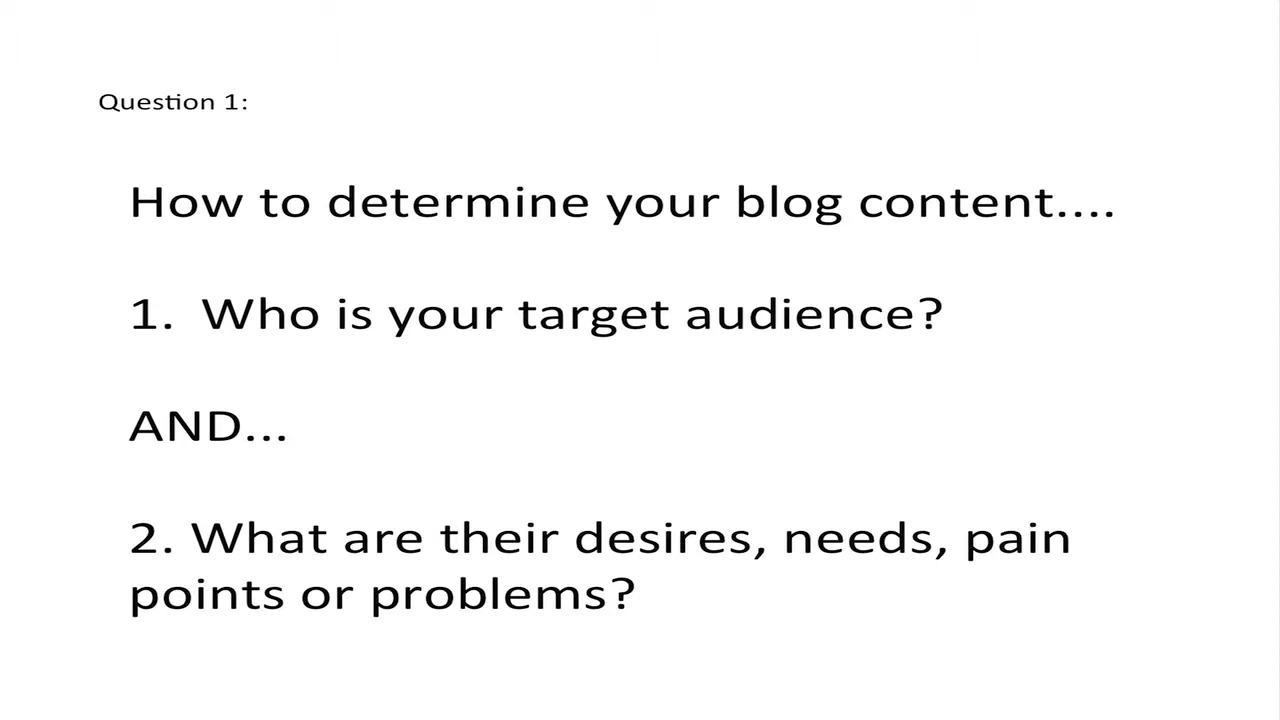 Question 1:
How to determine your blog content....
1.  Who is your target audience?
AND...
2. What are their desires, needs, pain
points or problems?